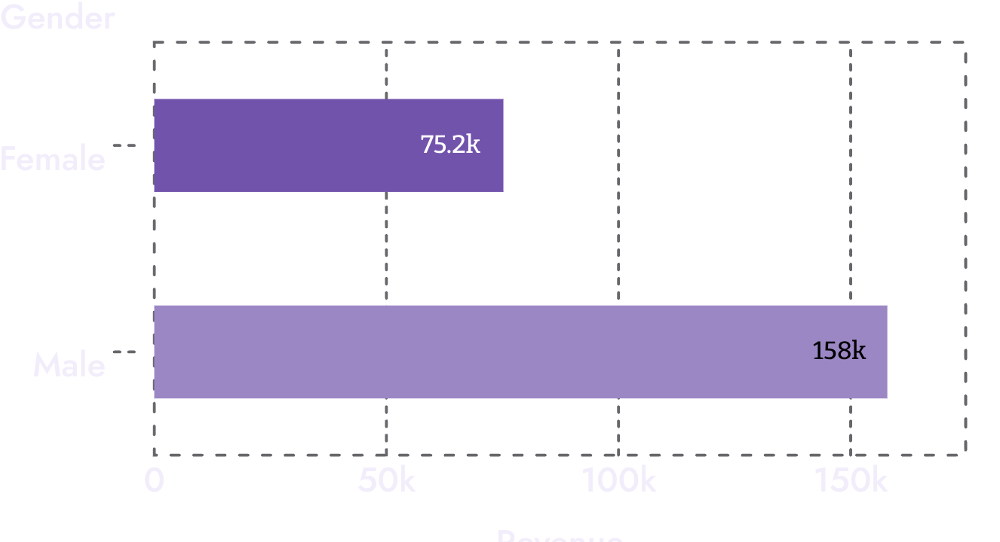 Gender
Female
75.2k
Male
158k
0 50k 100k 150k
Revenue